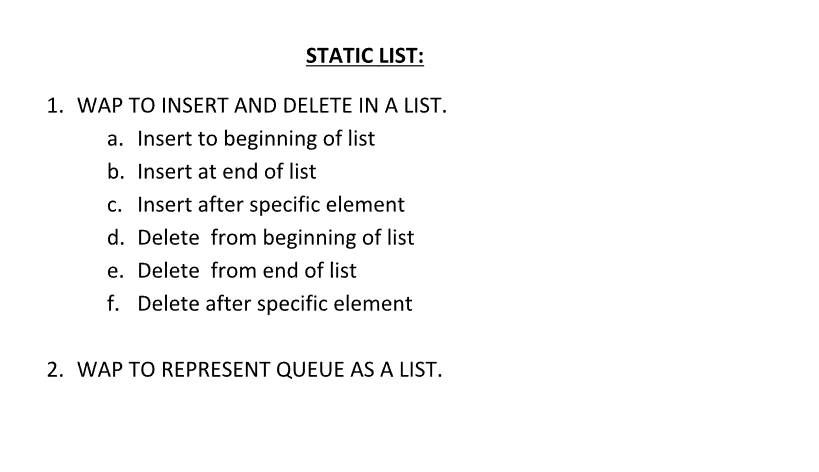 STATIC LIST:
1. WAP TO INSERT AND DELETE IN A LIST.
a. Insert to beginning of list
b. Insert at end of list
c. Insert after specific element
d. Delete  from beginning of list
e. Delete  from end of list
f. Delete after specific element
2. WAP TO REPRESENT QUEUE AS A LIST.